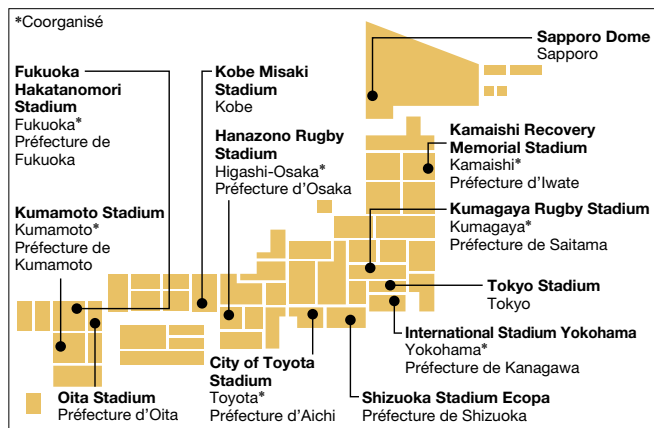 *Coorganisé
Sapporo Dome
Sapporo
Fukuoka
Hakatanomori
Stadium
Fukuoka*
Préfecture de
Fukuoka
Kobe Misaki
Stadium
Kobe
Hanazono Rugby
Stadium
Higashi-Osaka*
Préfecture d'Osaka
Kamaishi Recovery
Memorial Stadium
Kamaishi*
Préfecture d'Iwate
Kumamoto Stadium
Kumamoto*
Préfecture de
Kumamoto
Kumagaya Rugby Stadium
Kumagaya*
Préfecture de Saitama
Tokyo Stadium
Tokyo
International Stadium Yokohama
Yokohama*
Préfecture de Kanagawa
Oita Stadium
Préfecture d'Oita
City of Toyota
Stadium
Toyota*
Préfecture d'Aichi
Shizuoka Stadium Ecopa
Préfecture de Shizuoka